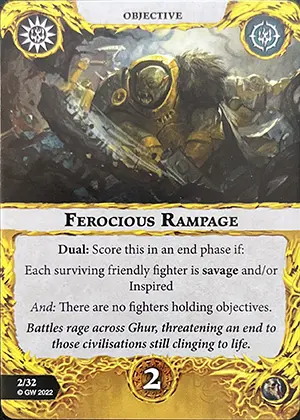 OBJECTIVE
FEROCIOUS RAMPAGE
Dual: Score this in an end phase if:
Each surviving friendly fighter is savage and/or
Inspired
And: There are no fighters holding objectives.
Battles rage across Ghur, threatening an end to
those civilisations still clinging to life.
2/32
© GW 2022
2